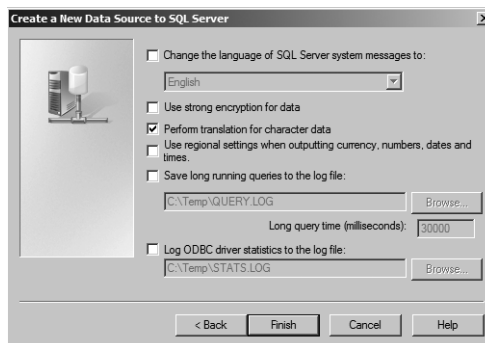 Create a New Data Source to SQL Server
Change the language of SQL Server system messages to:
English
Use strong encryption for data
Perform translation for character data
Use regional settings when outputting currency, numbers, dates and
times.
Save long running queries to the log file:
C:\Temp\QUERY.LOG
Browse...
Long query time (milliseconds):
30000
Log ODBC driver statistics to the log file:
C:\Temp\STATS.LOG
Browse...
< Back
Finish
Cancel
Help